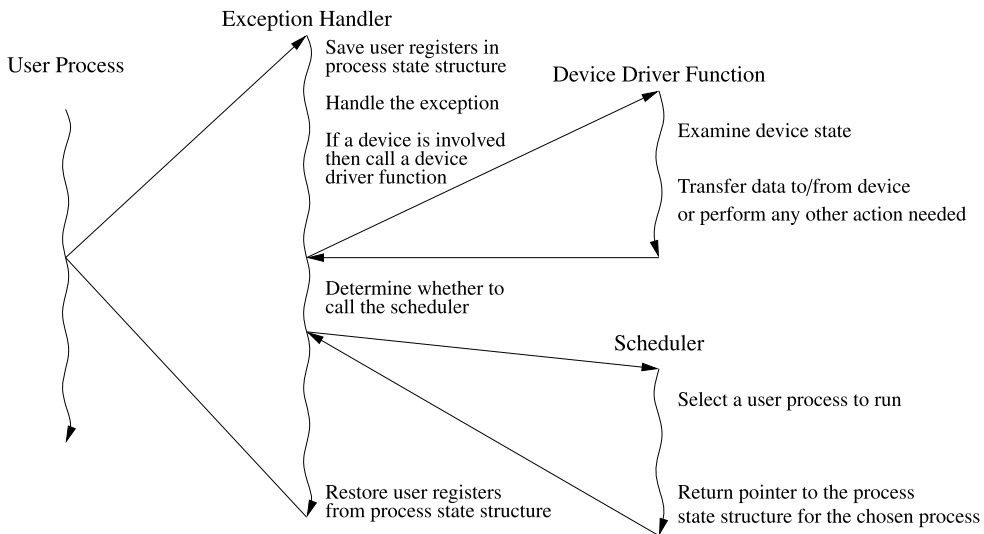 User Process
Exception Handler
Save user registers in
process state structure
Handle the exception
If a device is involved
then call a device
driver function
Determine whether to
call the scheduler
Restore user registers
from process state structure
Device Driver Function
Examine device state
Transfer data to/from device
or perform any other action needed
Scheduler
Select a user process to run
Return pointer to the process
state structure for the chosen process